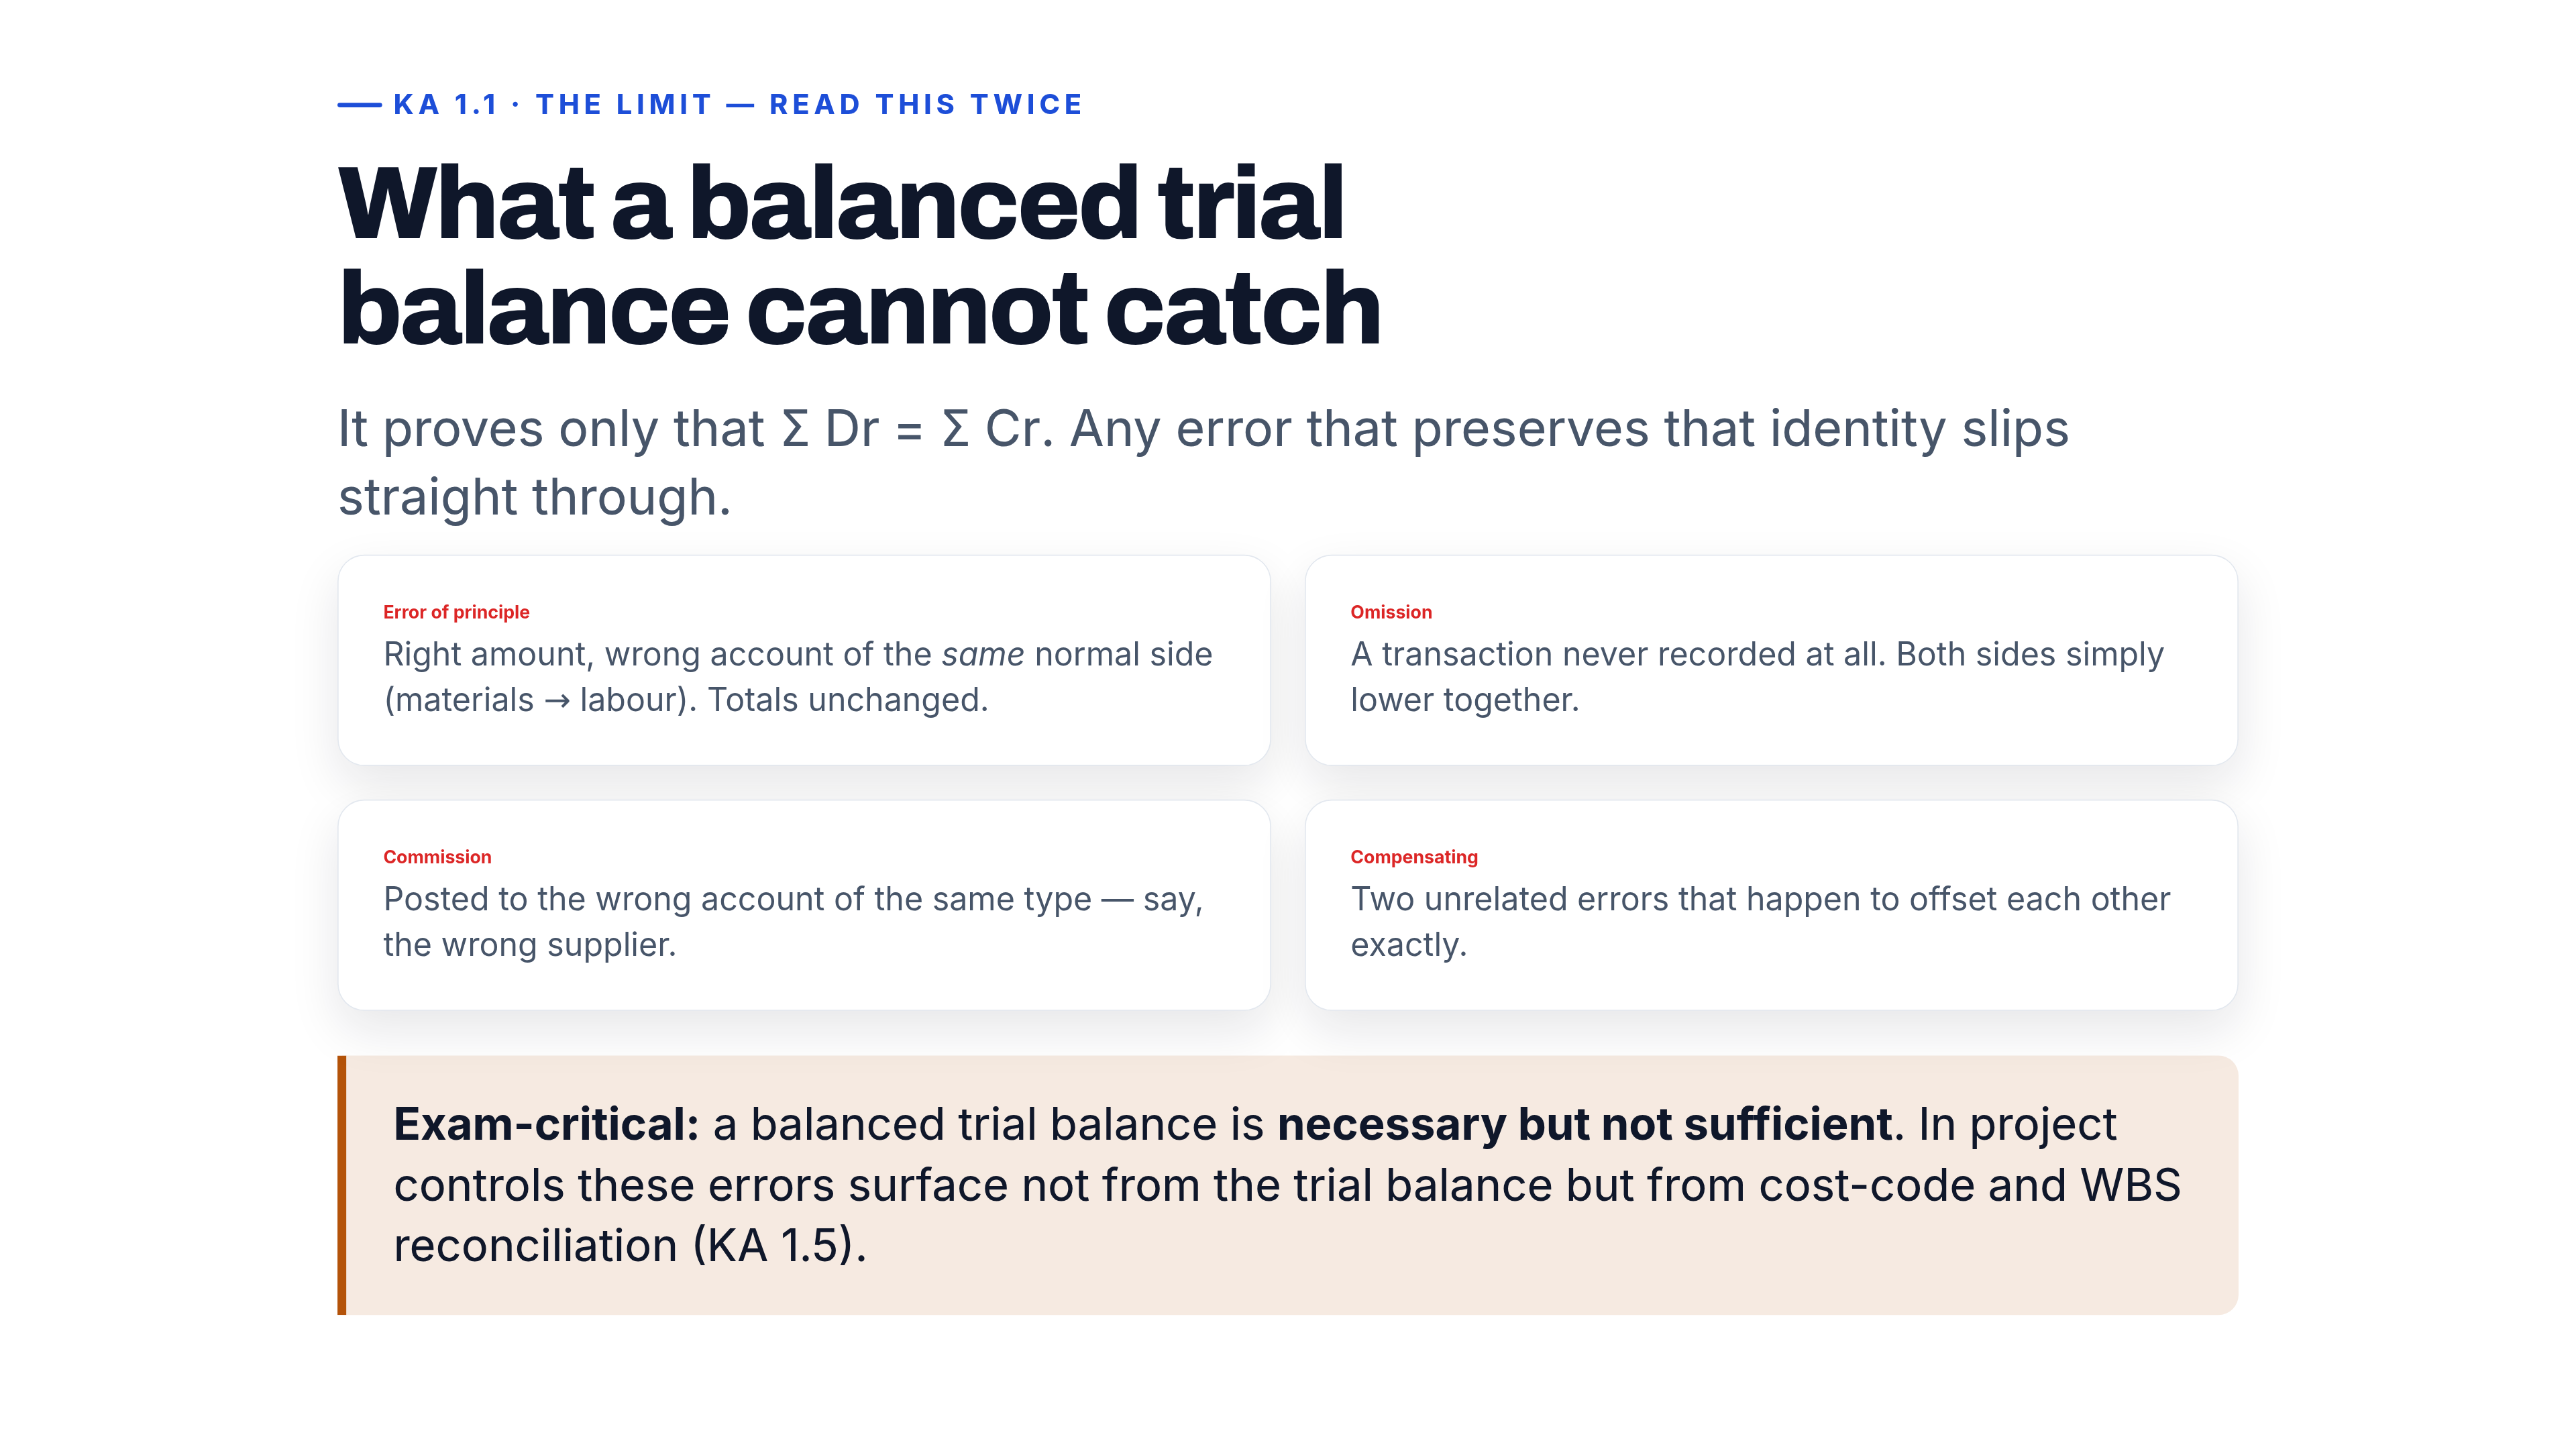 KA 1.1 · THE LIMIT — READ THIS TWICE
What a balanced trial
balance cannot catch
It proves only that Σ Dr = Σ Cr. Any error that preserves that identity slips
straight through.
Error of principle
Right amount, wrong account of the same normal side
(materials → labour). Totals unchanged.
Omission
A transaction never recorded at all. Both sides simply
lower together.
Commission
Posted to the wrong account of the same type — say,
the wrong supplier.
Compensating
Two unrelated errors that happen to offset each other
exactly.
Exam-critical: a balanced trial balance is necessary but not sufficient. In project
controls these errors surface not from the trial balance but from cost-code and WBS
reconciliation (KA 1.5).